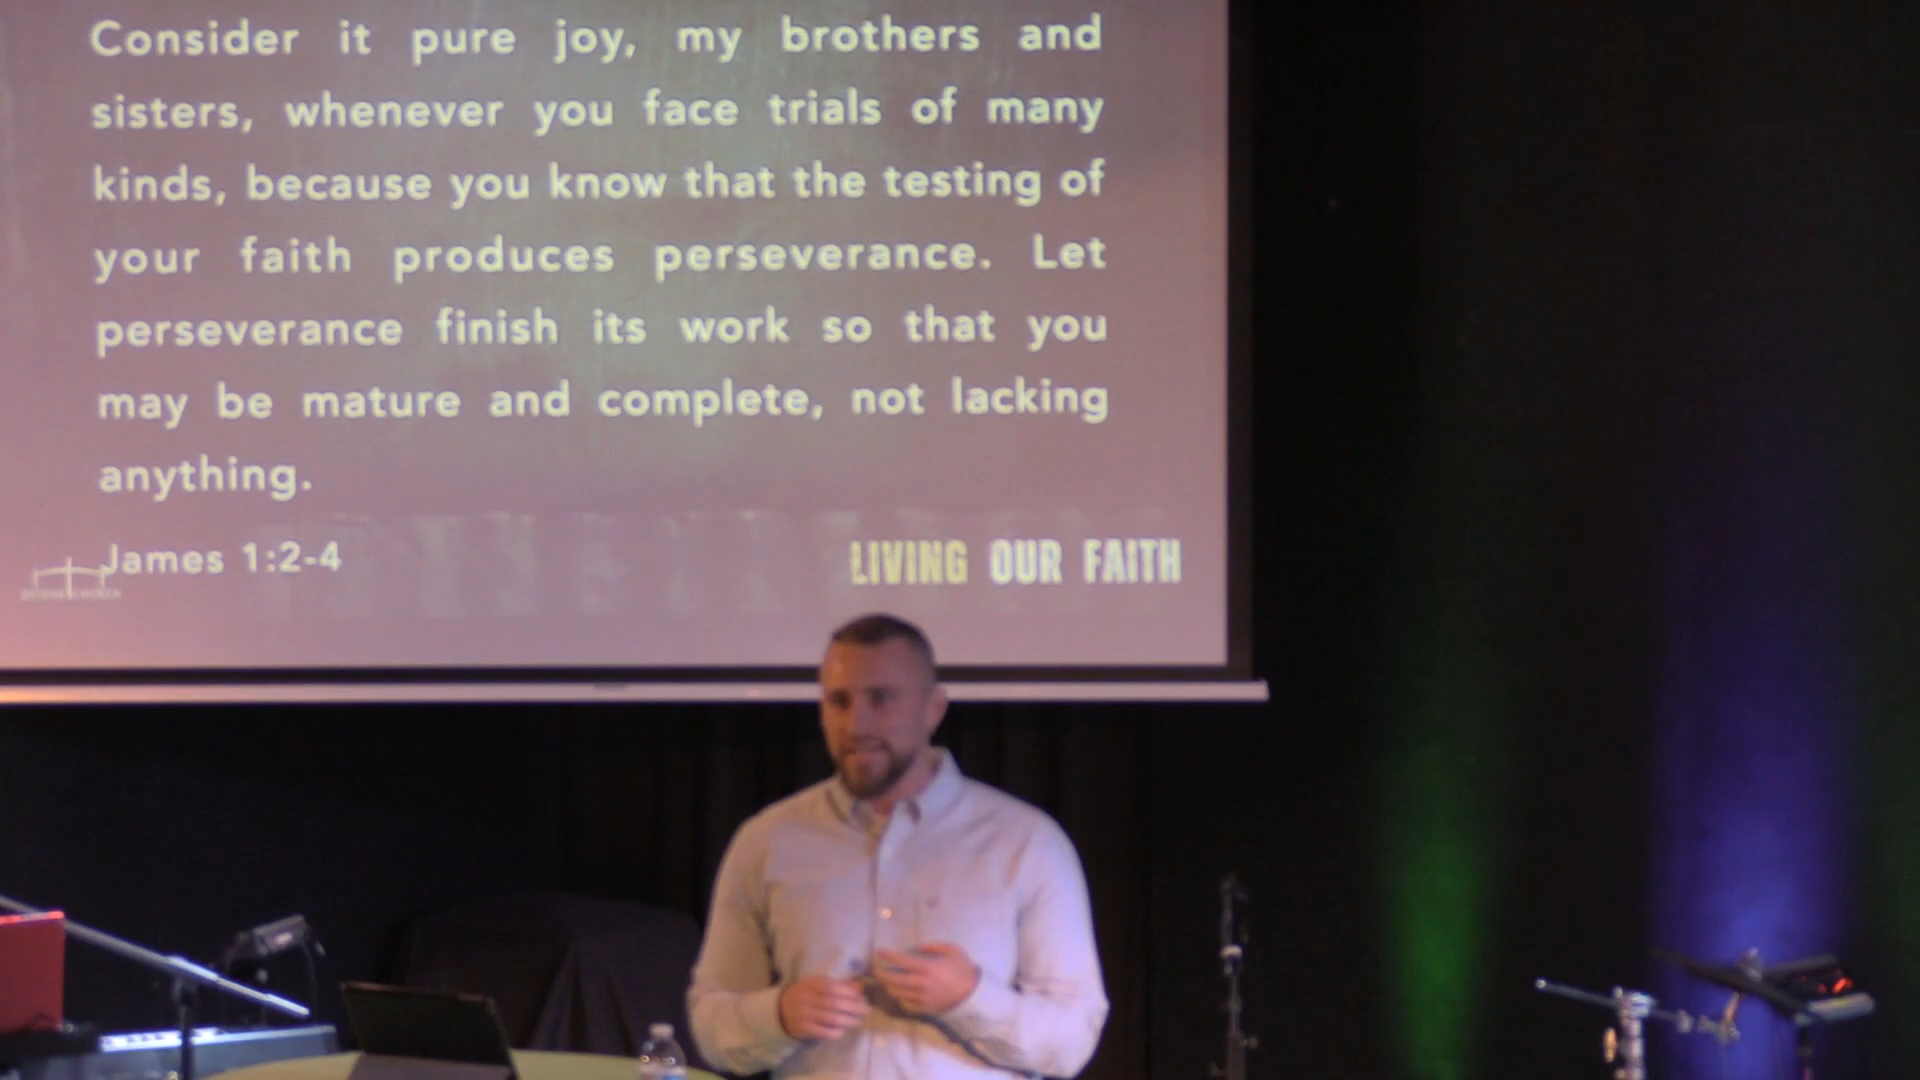 Consider it pure joy, my brothers and
sisters, whenever you face trials of many
kinds, because you know that the testing of
your faith produces perseverance. Let
perseverance finish its work so that you
may be mature and complete, not lacking
anything.
James 1:2-4
LIVING OUR FAITH
CHURCH